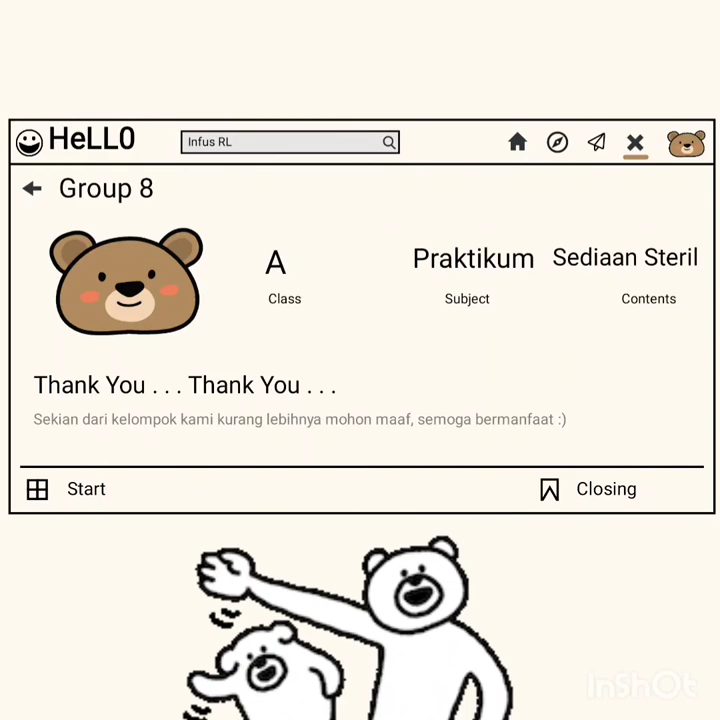 HeLLO
Infus RL
Group 8
A
Praktikum
Sediaan Steril
Class
Subject
Contents
Thank You . . . Thank You . . .
Sekian dari kelompok kami kurang lebihnya mohon maaf, semoga bermanfaat :)
Start
Closing
InShOt